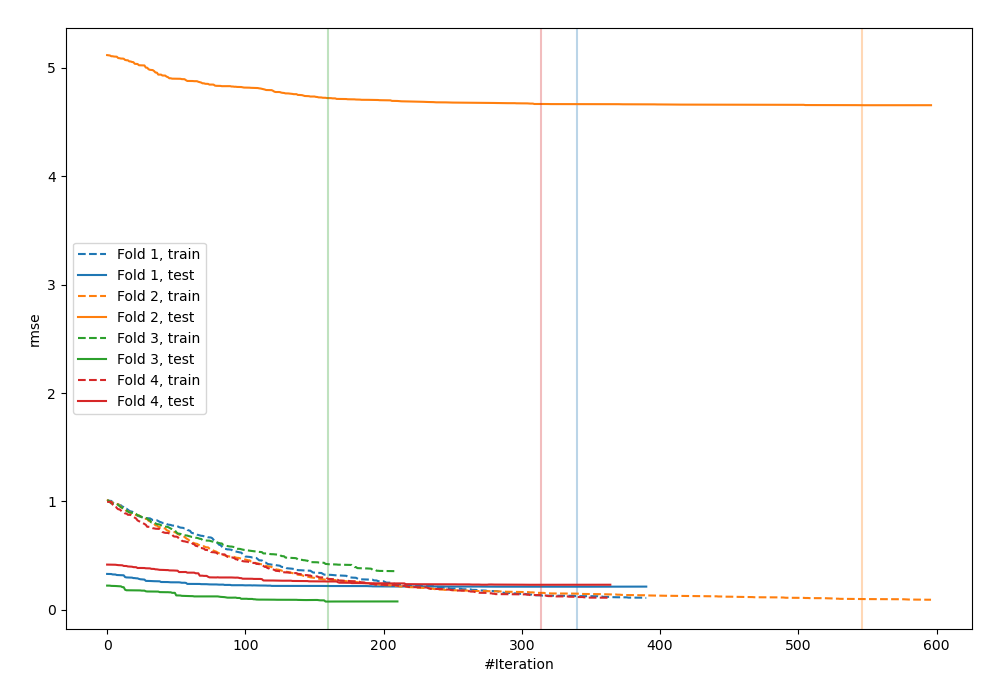 5
4
3
2
1
0
rmse
Fold 1, train
Fold 1, test
Fold 2, train
Fold 2, test
Fold 3, train
Fold 3, test
Fold 4, train
Fold 4, test
0 100 200 300 400 500 600
#Iteration